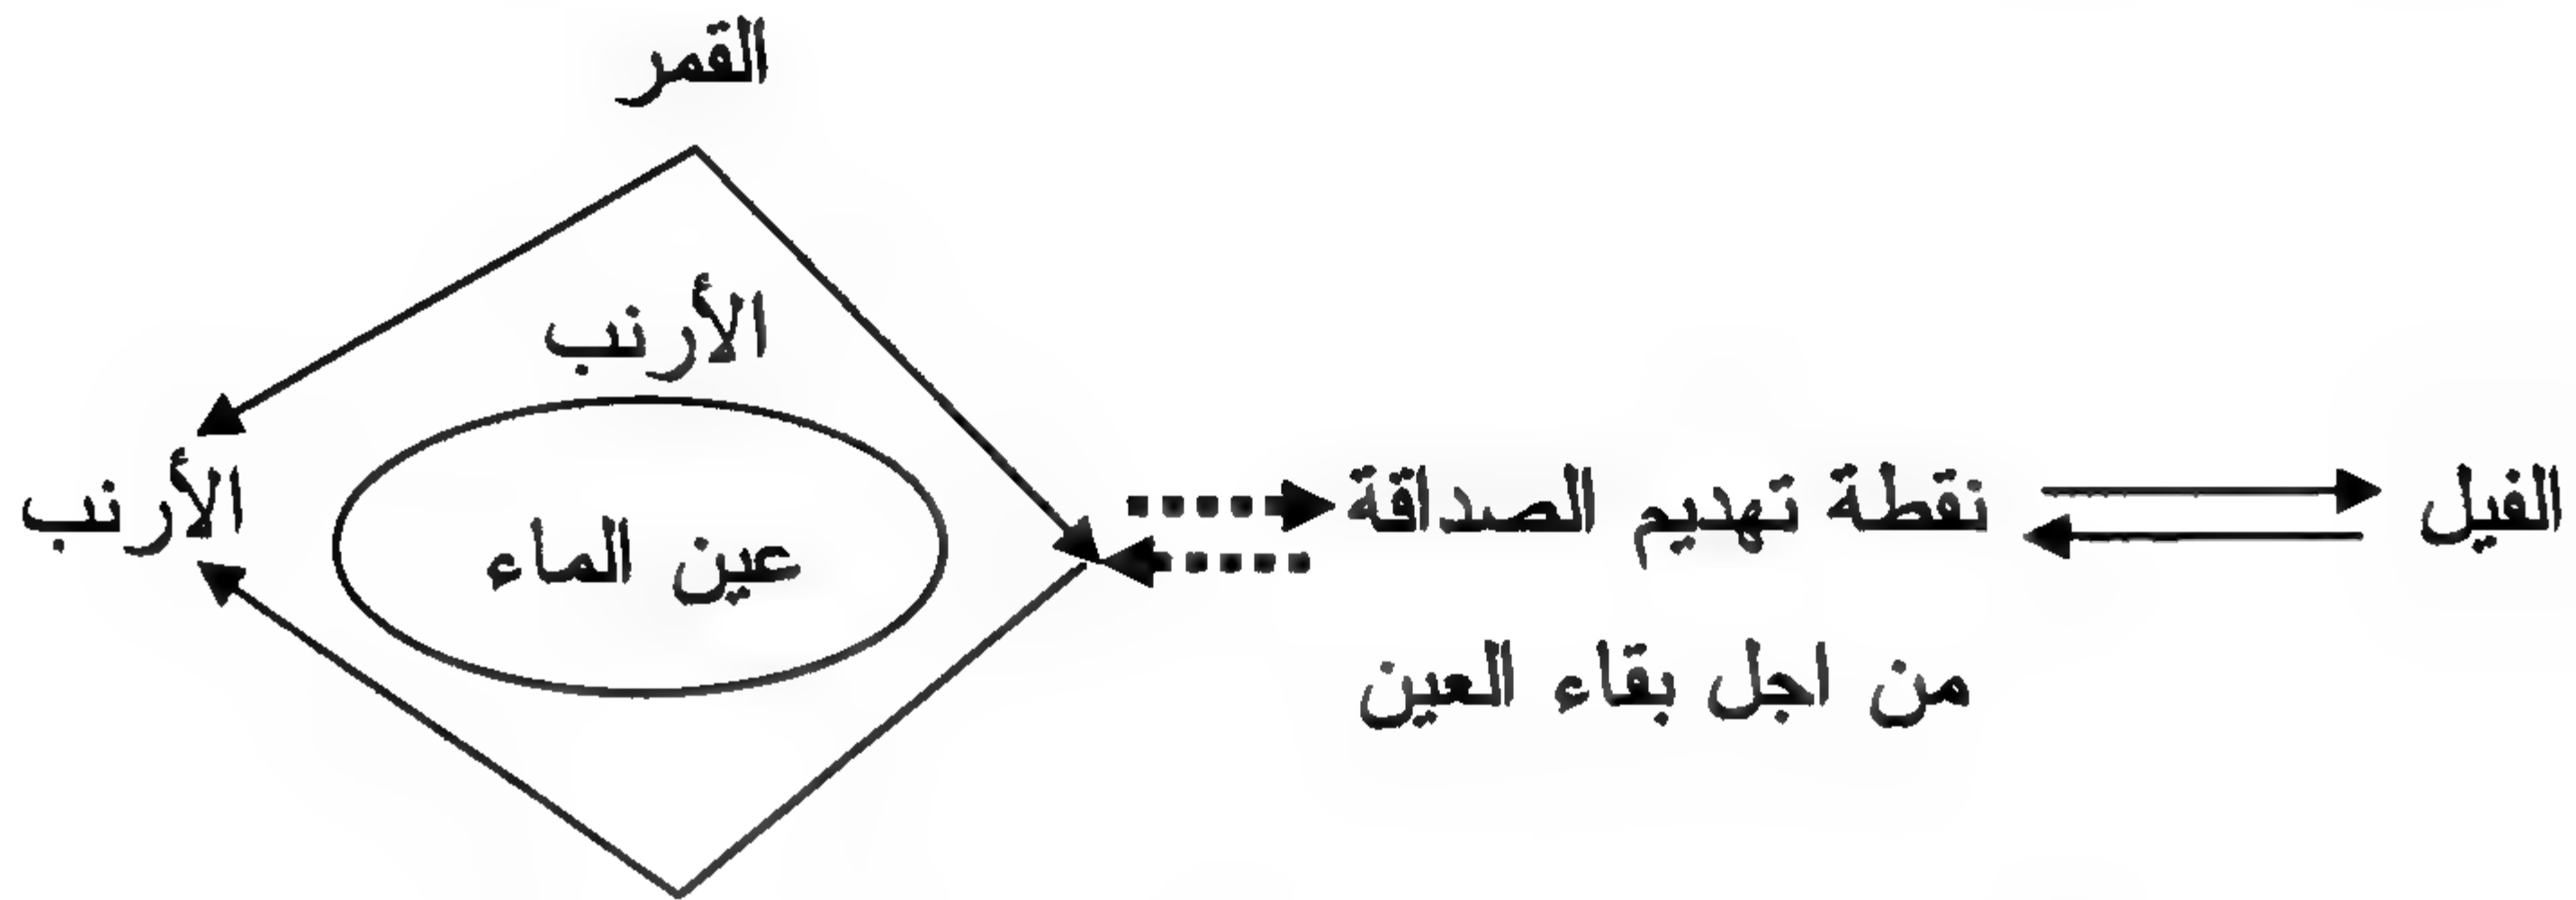 القمر
الأرنب
الفيل
نقطة تهديم الصداقة
الأرنب
عين الماء
من اجل بقاء العين